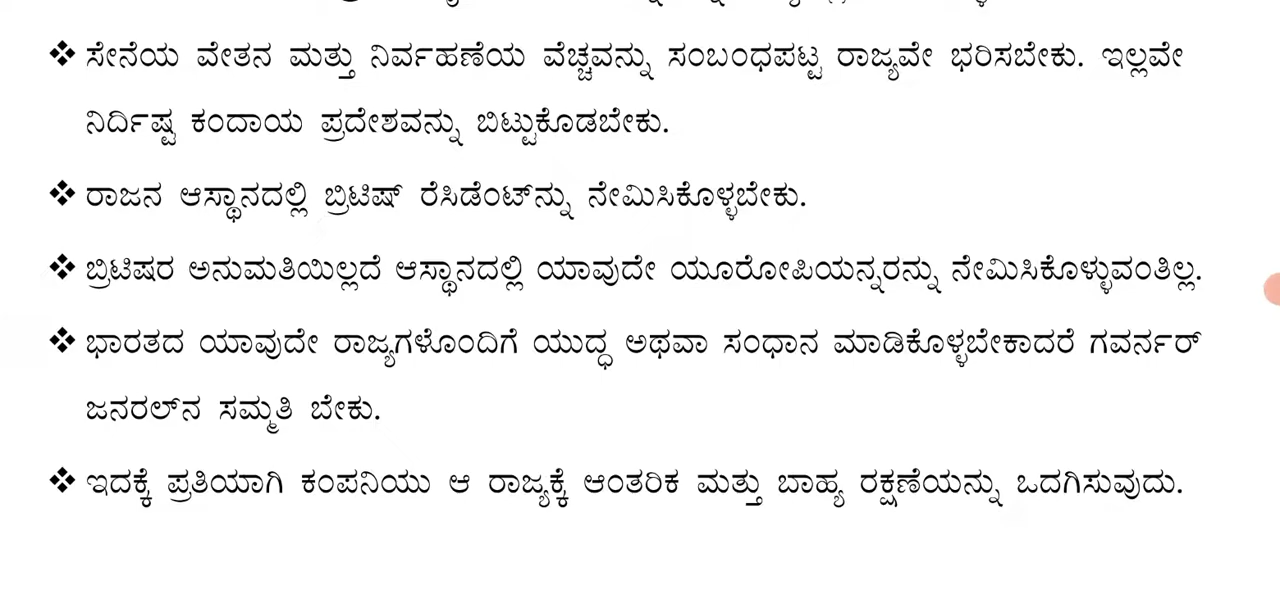 ❖ ಸೇನೆಯ ವೇತನ ಮತ್ತು ನಿರ್ವಹಣೆಯ ವೆಚ್ಚವನ್ನು ಸಂಬಂಧಪಟ್ಟ ರಾಜ್ಯವೇ ಭರಿಸಬೇಕು. ಇಲ್ಲವೇ
ನಿರ್ದಿಷ್ಟ ಕಂದಾಯ ಪ್ರದೇಶವನ್ನು ಬಿಟ್ಟುಕೊಡಬೇಕು.
❖ ರಾಜನ ಆಸ್ಥಾನದಲ್ಲಿ ಬ್ರಿಟಿಷ್ ರೆಸಿಡೆಂಟ್‌ನ್ನು ನೇಮಿಸಿಕೊಳ್ಳಬೇಕು.
❖ ಬ್ರಿಟಿಷರ ಅನುಮತಿಯಿಲ್ಲದೆ ಆಸ್ಥಾನದಲ್ಲಿ ಯಾವುದೇ ಯೂರೋಪಿಯನ್ನರನ್ನು ನೇಮಿಸಿಕೊಳ್ಳುವಂತಿಲ್ಲ.
❖ ಭಾರತದ ಯಾವುದೇ ರಾಜ್ಯಗಳೊಂದಿಗೆ ಯುದ್ಧ ಅಥವಾ ಸಂಧಾನ ಮಾಡಿಕೊಳ್ಳಬೇಕಾದರೆ ಗವರ್ನರ್
ಜನರಲ್‌ನ ಸಮ್ಮತಿ ಬೇಕು.
❖ ಇದಕ್ಕೆ ಪ್ರತಿಯಾಗಿ ಕಂಪನಿಯು ಆ ರಾಜ್ಯಕ್ಕೆ ಆಂತರಿಕ ಮತ್ತು ಬಾಹ್ಯ ರಕ್ಷಣೆಯನ್ನು ಒದಗಿಸುವುದು.